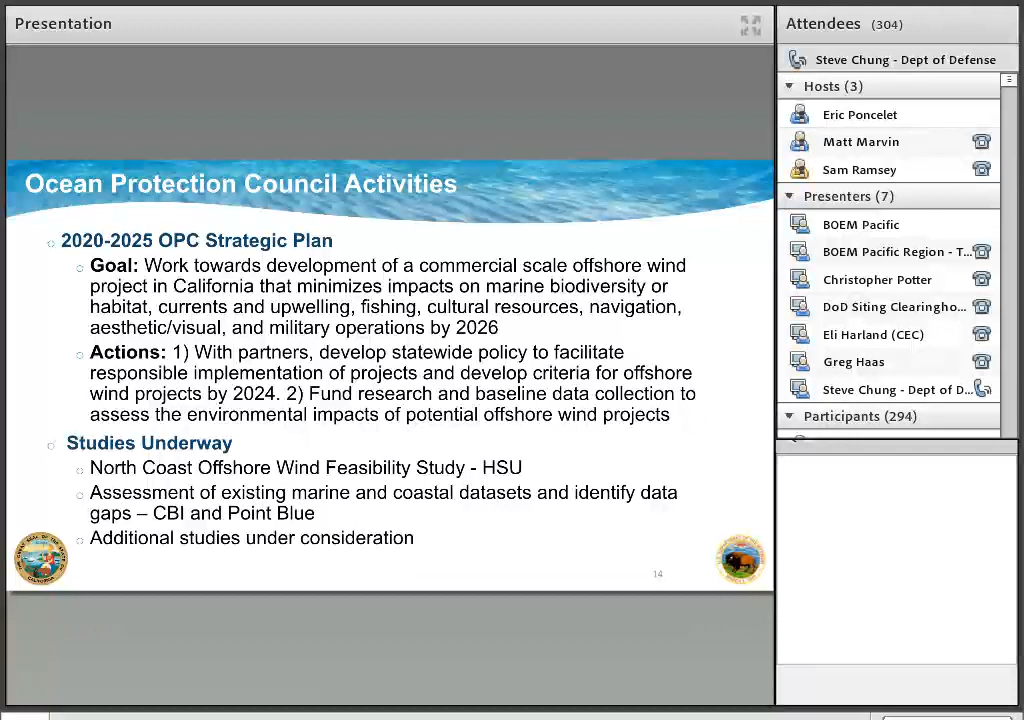 Presentation
Ocean Protection Council Activities
2020-2025 OPC Strategic Plan
Goal: Work towards development of a commercial scale offshore wind
project in California that minimizes impacts on marine biodiversity or
habitat, currents and upwelling, fishing, cultural resources, navigation,
aesthetic/visual, and military operations by 2026
Actions: 1) With partners, develop statewide policy to facilitate
responsible implementation of projects and develop criteria for offshore
wind projects by 2024. 2) Fund research and baseline data collection to
assess the environmental impacts of potential offshore wind projects
Studies Underway
North Coast Offshore Wind Feasibility Study - HSU
Assessment of existing marine and coastal datasets and identify data
gaps – CBI and Point Blue
Additional studies under consideration
14
Attendees (304)
Steve Chung - Dept of Defense
Hosts (3)
Eric Poncelet
Matt Marvin
Sam Ramsey
Presenters (7)
BOEM Pacific
BOEM Pacific Region - T...
Christopher Potter
DoD Siting Clearingho...
Eli Harland (CEC)
Greg Haas
Steve Chung - Dept of D...
Participants (294)